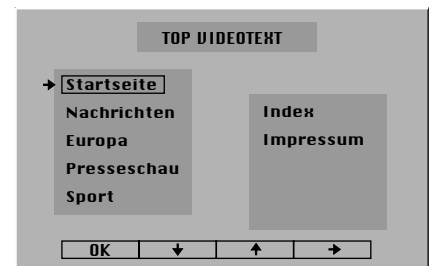 TOP VIDEOTEXT
Startseite
Nachrichten
Europa
Presseschau
Sport
Index
Impressum
OK